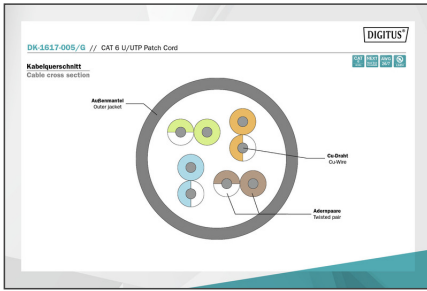 DIGITUS®
DK-1617-005/G // CAT 6 U/UTP Patch Cord
Kabelquerschnitt
Cable cross section
Außenmantel
Outer jacket
Cu-Draht
Cu-Wire
Adernpaare
Twisted pair